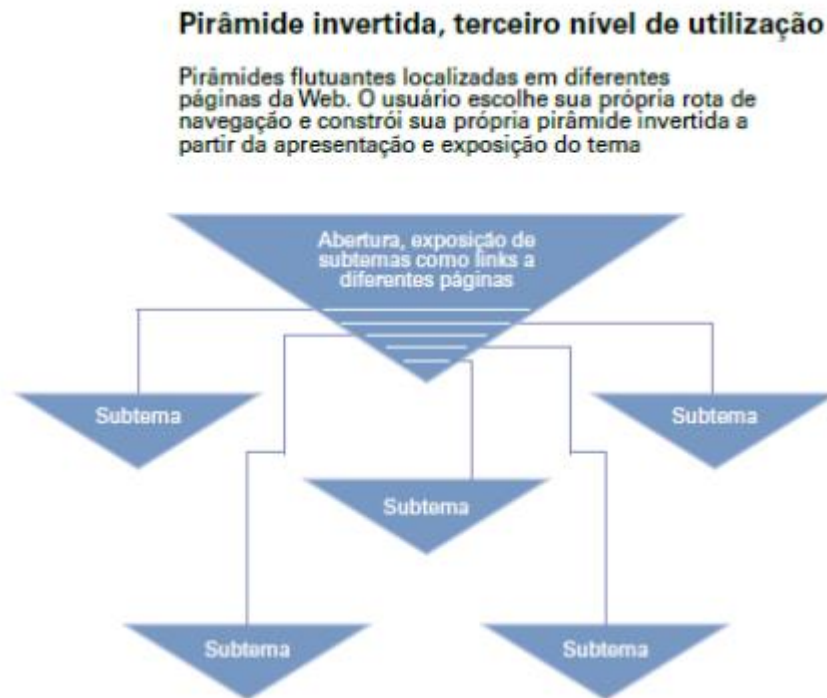 Pirâmide invertida, terceiro nível de utilização
Pirâmides flutuantes localizadas em diferentes
páginas da Web. O usuário escolhe sua própria rota de
navegação e constrói sua própria pirâmide invertida a
partir da apresentação e exposição do tema
Abertura, exposição de
subtemas como links a
diferentes páginas
Subtema
Subtema
Subtema
Subtema
Subtema